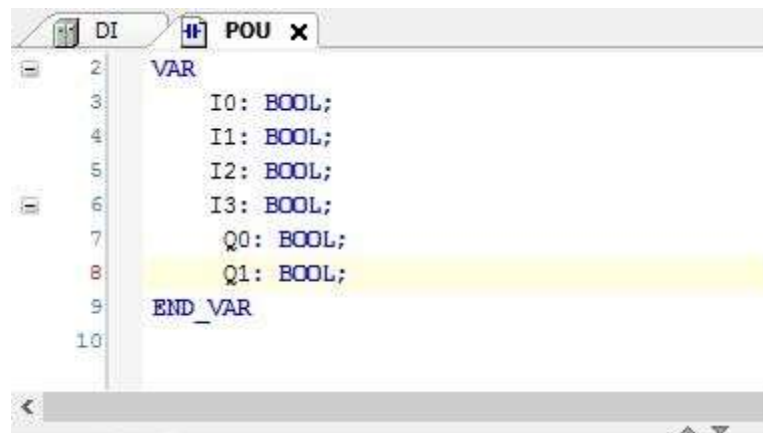 DI POU
2 VAR
3 I0: BOOL;
4 I1: BOOL;
5 I2: BOOL;
6 I3: BOOL;
7 Q0: BOOL;
8 Q1: BOOL;
9 END_VAR
10